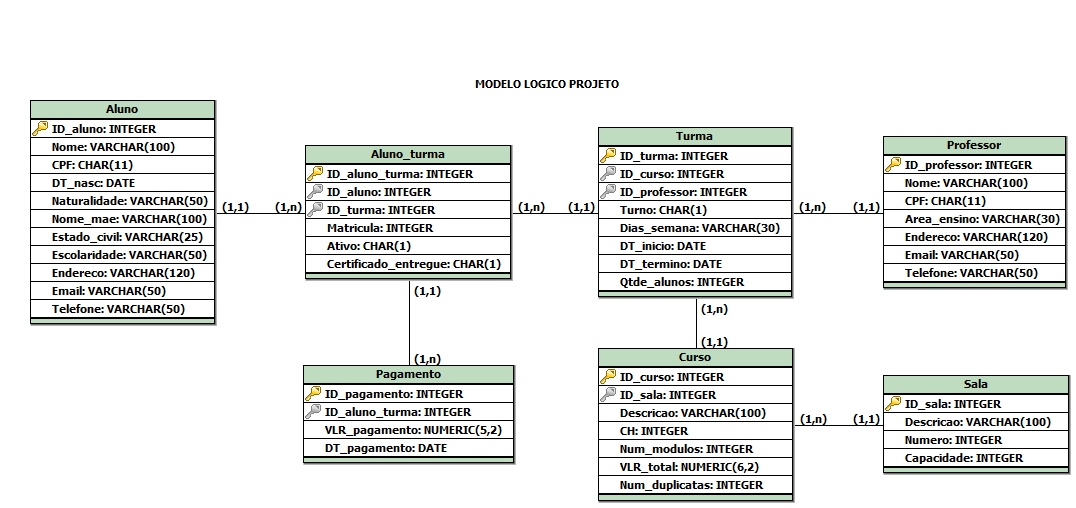 MODELO LOGICO PROJETO
Aluno
ID_aluno: INTEGER
Nome: VARCHAR(100)
CPF: CHAR(11)
DT_nasc: DATE
Naturalidade: VARCHAR(50)
Nome_mae: VARCHAR(100)
Estado_civil: VARCHAR(25)
Escolaridade: VARCHAR(50)
Endereco: VARCHAR(120)
Email: VARCHAR(50)
Telefone: VARCHAR(50)
(1,1)
(1,n)
Aluno_turma
ID_aluno_turma: INTEGER
ID_aluno: INTEGER
ID_turma: INTEGER
Matricula: INTEGER
Ativo: CHAR(1)
Certificado_entregue: CHAR(1)
(1,n)
(1,1)
Turma
ID_turma: INTEGER
ID_curso: INTEGER
ID_professor: INTEGER
Turno: CHAR(1)
Dias_semana: VARCHAR(30)
DT_inicio: DATE
DT_termino: DATE
Qtde_alunos: INTEGER
(1,n)
(1,1)
Professor
ID_professor: INTEGER
Nome: VARCHAR(100)
CPF: CHAR(11)
Area_ensino: VARCHAR(30)
Endereco: VARCHAR(120)
Email: VARCHAR(50)
Telefone: VARCHAR(50)
(1,1)
(1,n)
Pagamento
ID_pagamento: INTEGER
ID_aluno_turma: INTEGER
VLR_pagamento: NUMERIC(5,2)
DT_pagamento: DATE
(1,n)
(1,1)
Curso
ID_curso: INTEGER
ID_sala: INTEGER
Descricao: VARCHAR(100)
CH: INTEGER
Num_modulos: INTEGER
VLR_total: NUMERIC(6,2)
Num_duplicatas: INTEGER
(1,n)
(1,1)
Sala
ID_sala: INTEGER
Descricao: VARCHAR(100)
Numero: INTEGER
Capacidade: INTEGER